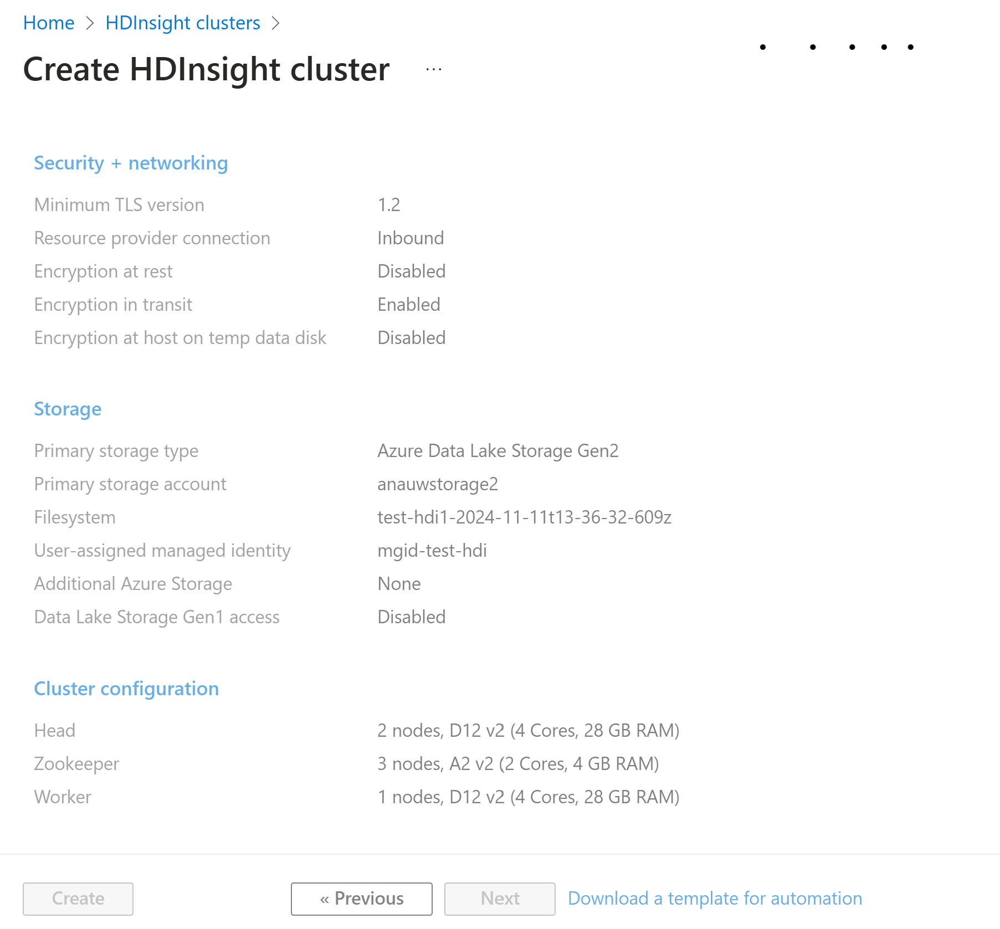 Home > HDInsight clusters >
Create HDInsight cluster ...
Security + networking
Minimum TLS version 1.2
Resource provider connection Inbound
Encryption at rest Disabled
Encryption in transit Enabled
Encryption at host on temp data disk Disabled
Storage
Primary storage type Azure Data Lake Storage Gen2
Primary storage account anauwstorage2
Filesystem test-hdi1-2024-11-11t13-36-32-609z
User-assigned managed identity mgid-test-hdi
Additional Azure Storage None
Data Lake Storage Gen1 access Disabled
Cluster configuration
Head 2 nodes, D12 v2 (4 Cores, 28 GB RAM)
Zookeeper 3 nodes, A2 v2 (2 Cores, 4 GB RAM)
Worker 1 nodes, D12 v2 (4 Cores, 28 GB RAM)
Create « Previous Next Download a template for automation